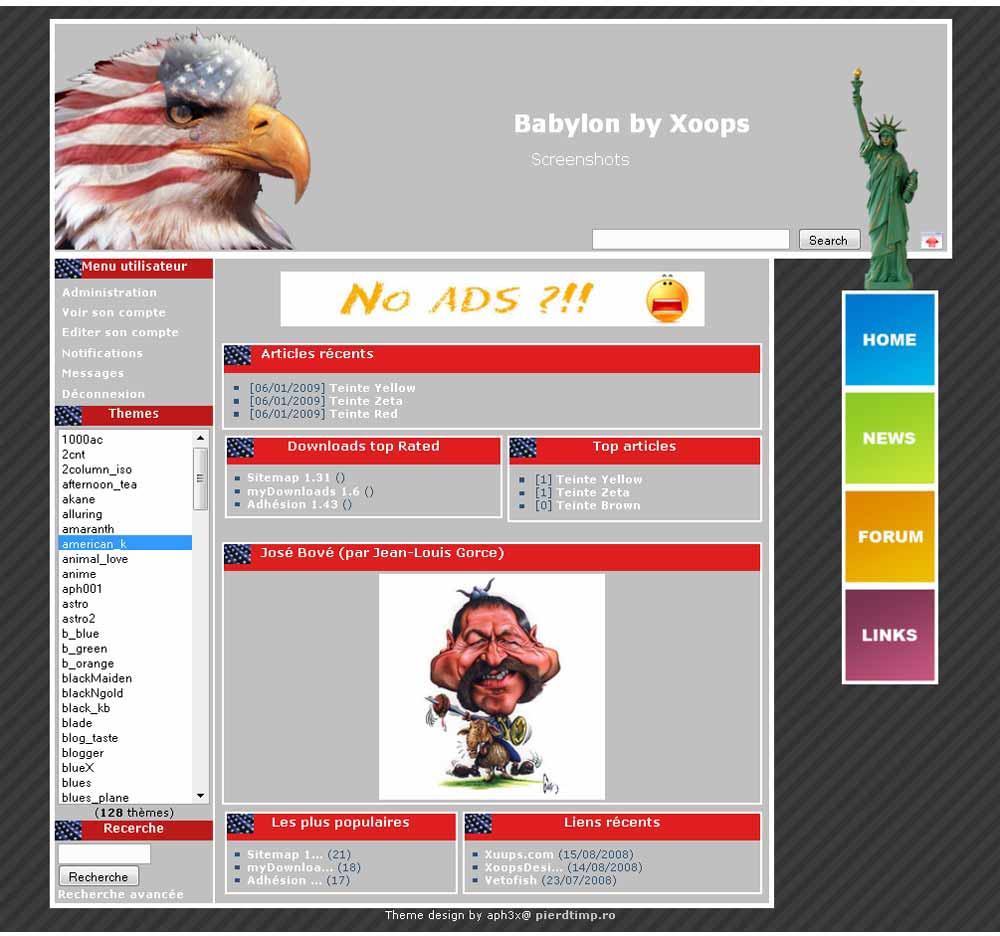 Babylon by Xoops
Screenshots
Search
Menu utilisateur
Administration
Voir son compte
Editer son compte
Notifications
Messages
Déconnexion
Themes
1000ac
2cnt
2column_iso
afternoon_tea
akane
alluring
amaranth
american_k
animal_love
anime
aph001
astro
astro2
b_blue
b_green
b_orange
blackMaiden
blackNgold
black_kb
blade
blog_taste
blogger
blueX
blues
blues_plane
(128 thèmes)
Recerche
Recherche
Recherche avancée
NO ADS ?!!
Articles récents
[06/01/2009] Teinte Yellow
[06/01/2009] Teinte Zeta
[06/01/2009] Teinte Red
Downloads top Rated
Sitemap 1.31 ()
myDownloads 1.6 ()
Adhésion 1.43 ()
Top articles
[1] Teinte Yellow
[1] Teinte Zeta
[0] Teinte Brown
José Bové (par Jean-Louis Gorce)
Les plus populaires
Sitemap 1... (21)
myDownloa... (18)
Adhésion ... (17)
Liens récents
Xuups.com (15/08/2008)
XoopsDesi... (14/08/2008)
Vetofish (23/07/2008)
HOME
NEWS
FORUM
LINKS
Theme design by aph3x@ pierdtimp.ro